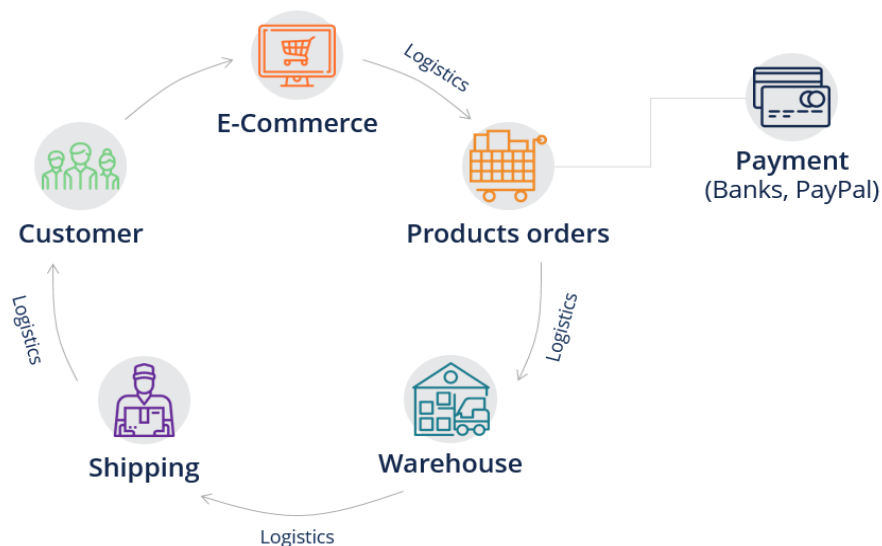 E-Commerce
Logistics
Products orders
Payment
(Banks, PayPal)
Logistics
Warehouse
Logistics
Shipping
Logistics
Customer